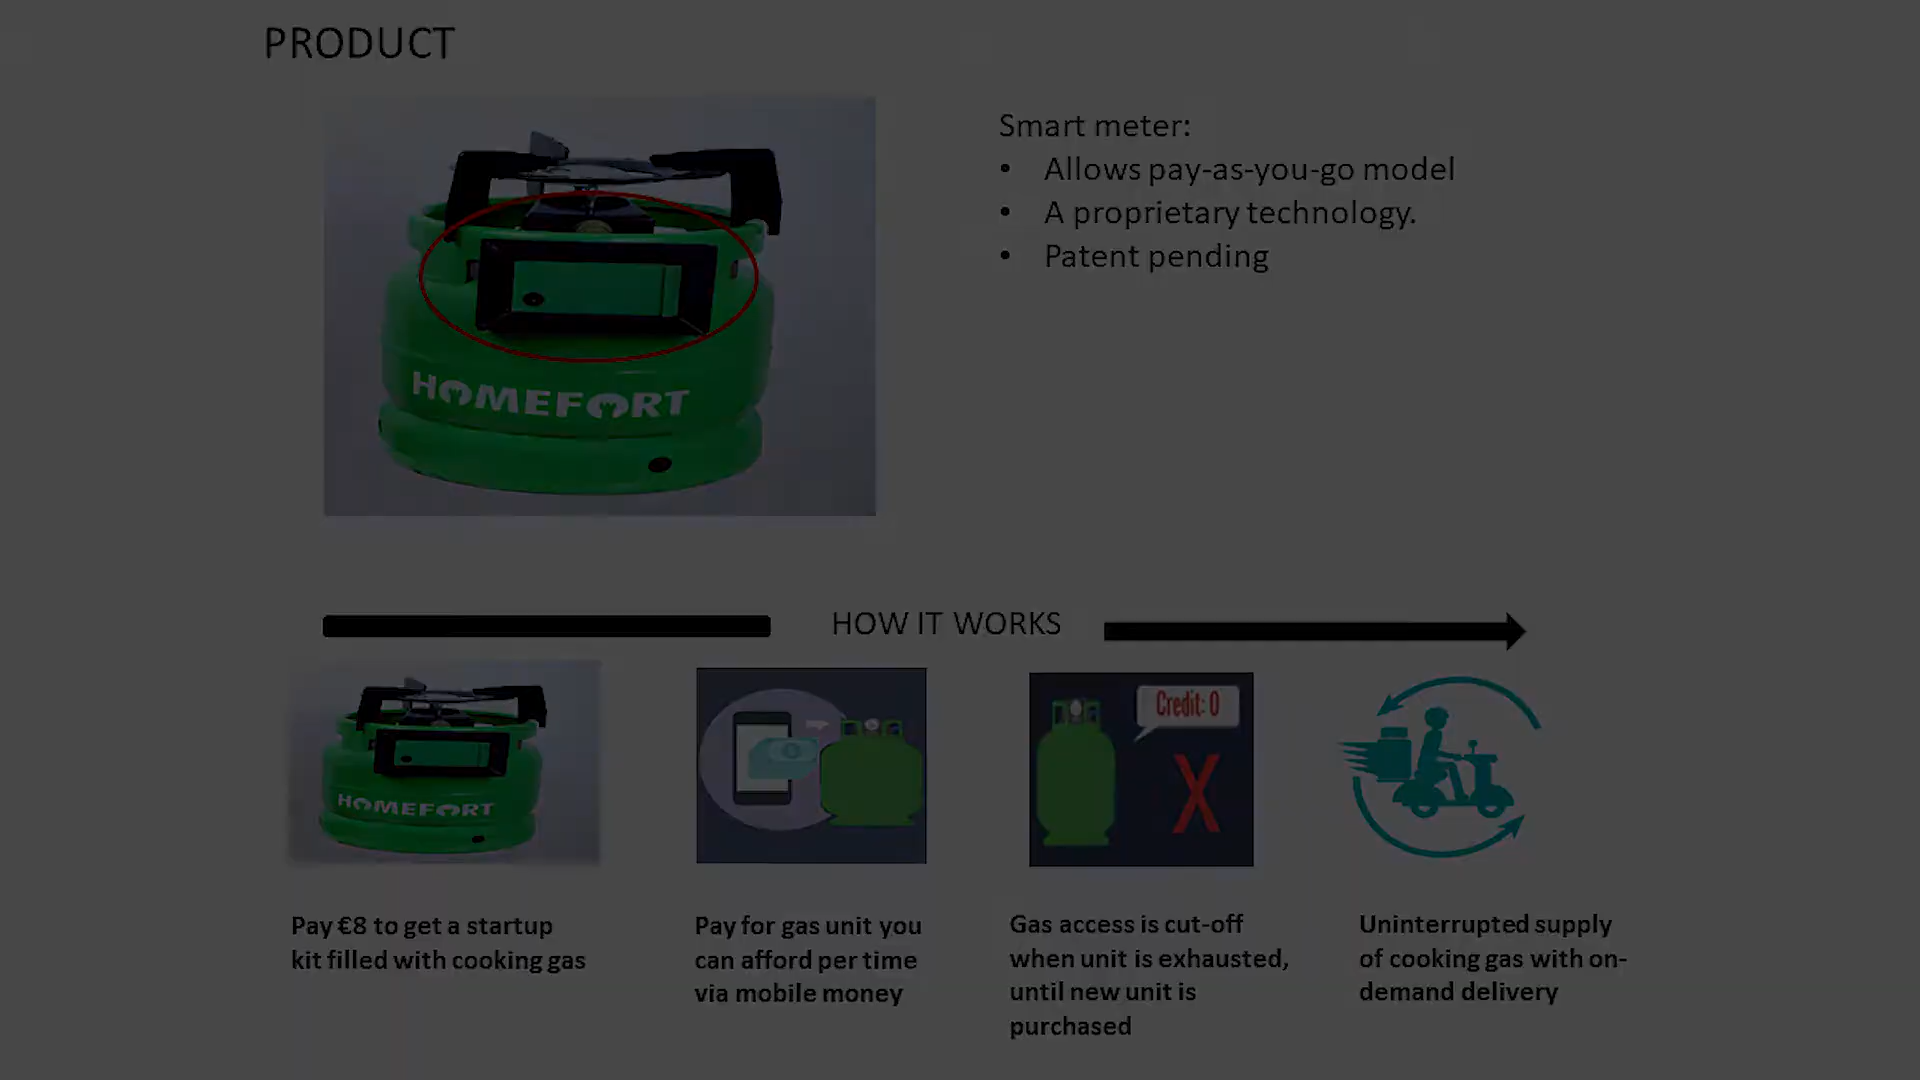 PRODUCT
Smart meter:
• Allows pay-as-you-go model
• A proprietary technology.
• Patent pending
HOMEFORT
HOW IT WORKS
HOMEFORT
Credit: 0
X
Pay €8 to get a startup
kit filled with cooking gas
Pay for gas unit you
can afford per time
via mobile money
Gas access is cut-off
when unit is exhausted,
until new unit is
purchased
Uninterrupted supply
of cooking gas with on-
demand delivery